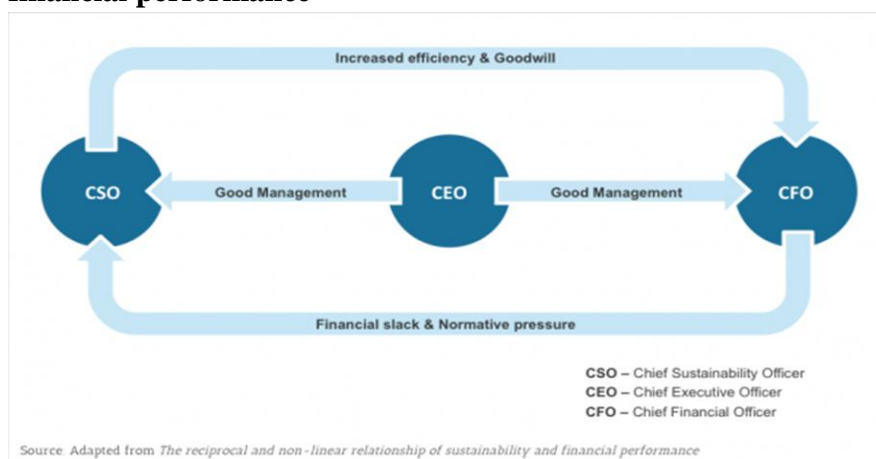 financial performance
Increased efficiency & Goodwill
CSO
Good Management
CEO
Good Management
CFO
Financial slack & Normative pressure
CSO – Chief Sustainability Officer
CEO – Chief Executive Officer
CFO – Chief Financial Officer
Source: Adapted from The reciprocal and non-linear relationship of sustainability and financial performance